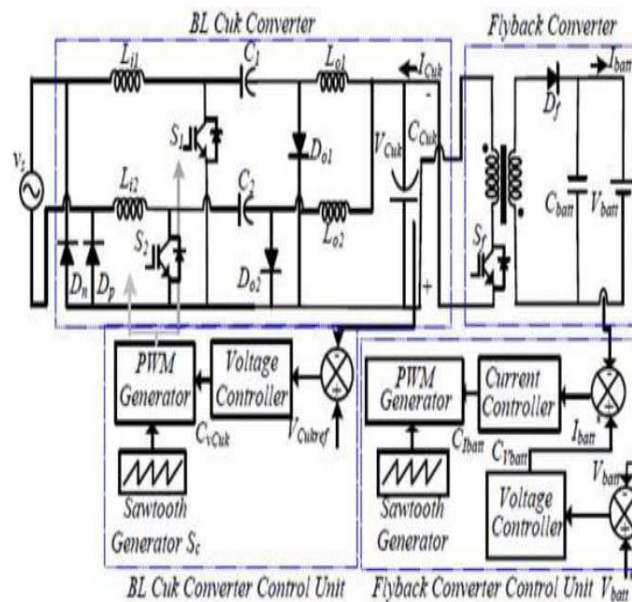 BL Cuk Converter
Flyback Converter
Li1
C1
Lo1
ICuk
Ibatt
S1
Do1
VCuk
CCuk
Df
vs
Li2
C2
Lo2
Cbatt
Vbatt
S2
Do2
Sf
Dn
Dp
PWM Generator
Voltage Controller
PWM Generator
Current Controller
CvCuk
VCukref
CIbatt
Ibatt*
CVbatt
Vbatt
Sawtooth
Generator Sc
Sawtooth
Generator
Voltage Controller
BL Cuk Converter Control Unit
Flyback Converter Control Unit
Vbatt